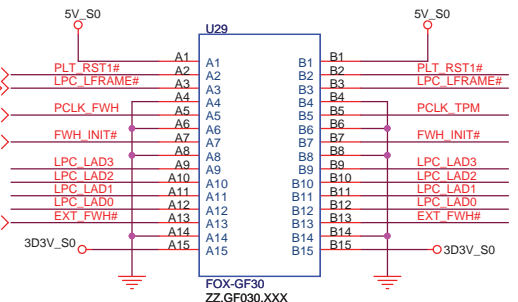 5V_S0 5V_S0
U29
A1 A1 B1 B1
PLT_RST1# A2 A2 B2 B2 PLT_RST1#
LPC_LFRAME# A3 A3 B3 B3 LPC_LFRAME#
A4 A4 B4 B4
PCLK_FWH A5 A5 B5 B5 PCLK_TPM
A6 A6 B6 B6
FWH_INIT# A7 A7 B7 B7 FWH_INIT#
A8 A8 B8 B8
LPC_LAD3 A9 A9 B9 B9 LPC_LAD3
LPC_LAD2 A10 A10 B10 B10 LPC_LAD2
LPC_LAD1 A11 A11 B11 B11 LPC_LAD1
LPC_LAD0 A12 A12 B12 B12 LPC_LAD0
EXT_FWH# A13 A13 B13 B13 EXT_FWH#
A14 A14 B14 B14
3D3V_S0 A15 A15 B15 B15 3D3V_S0
FOX-GF30
ZZ.GF030.XXX